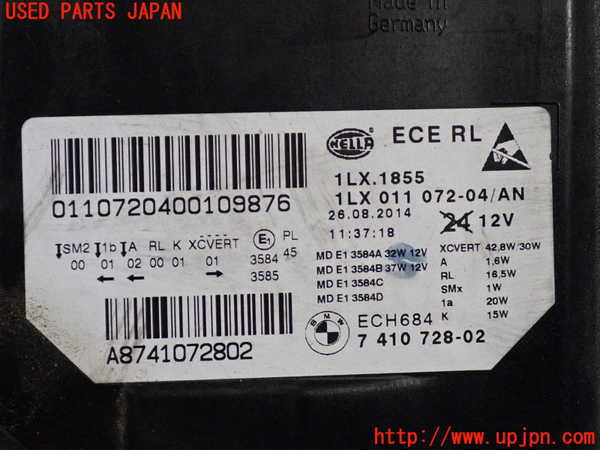 USED PARTS JAPAN
Made in
Germany
HELLA
ECE RL
1LX.1855
1LX 011 072-04/AN
26.08.2014
24 12V
11:37:18
0110720400109876
SM2 1b A RL K XCVERT E1 PL
00 01 02 00 01 01 3584 45
3585
MD E1 3584A 32W 12V
MD E1 3584B 37W 12V
MD E1 3584C
MD E1 3584D
XCVERT 42,8W/30W
A 1,6W
RL 16,5W
SMx 1W
1a 20W
K 15W
BMW
ECH684
7 410 728-02
A8741072802
http://www.upjpn.com/